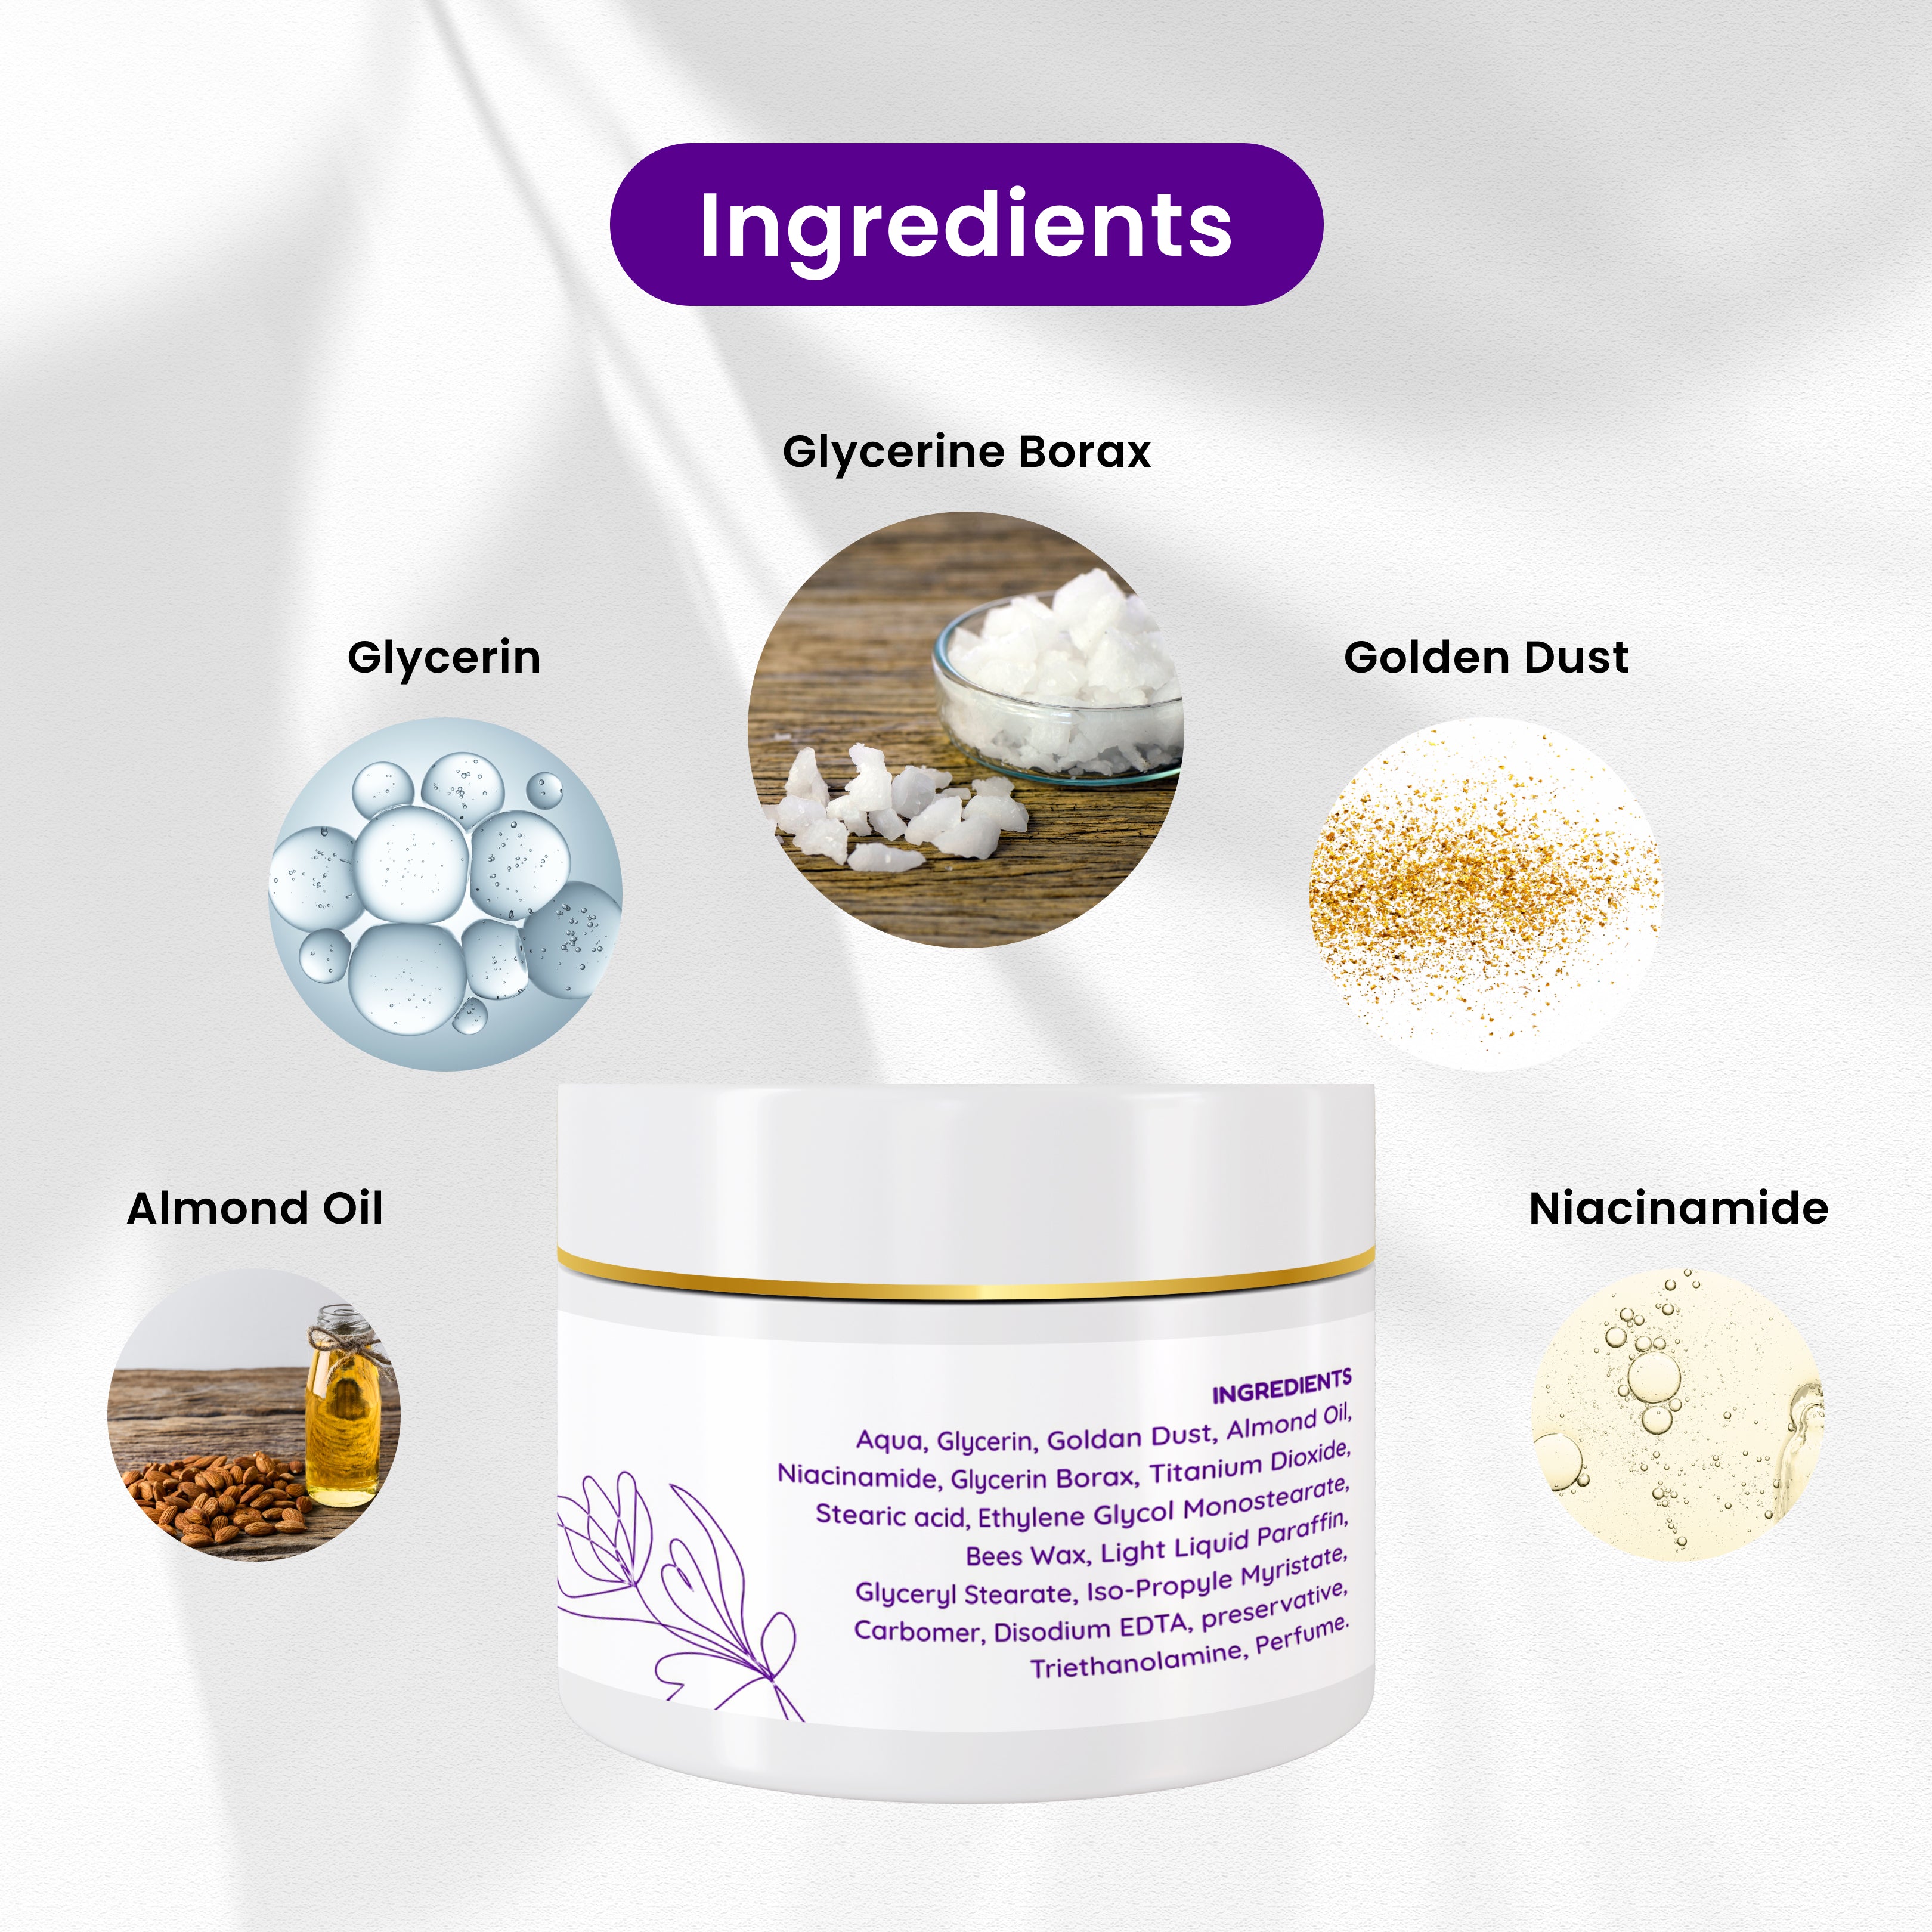 Ingredients
Glycerine Borax
Glycerin
Golden Dust
Almond Oil
Niacinamide
INGREDIENTS
Aqua, Glycerin, Goldan Dust, Almond Oil,
Niacinamide, Glycerin Borax, Titanium Dioxide,
Stearic acid, Ethylene Glycol Monostearate,
Bees Wax, Light Liquid Paraffin,
Glyceryl Stearate, Iso-Propyle Myristate,
Carbomer, Disodium EDTA, preservative,
Triethanolamine, Perfume.